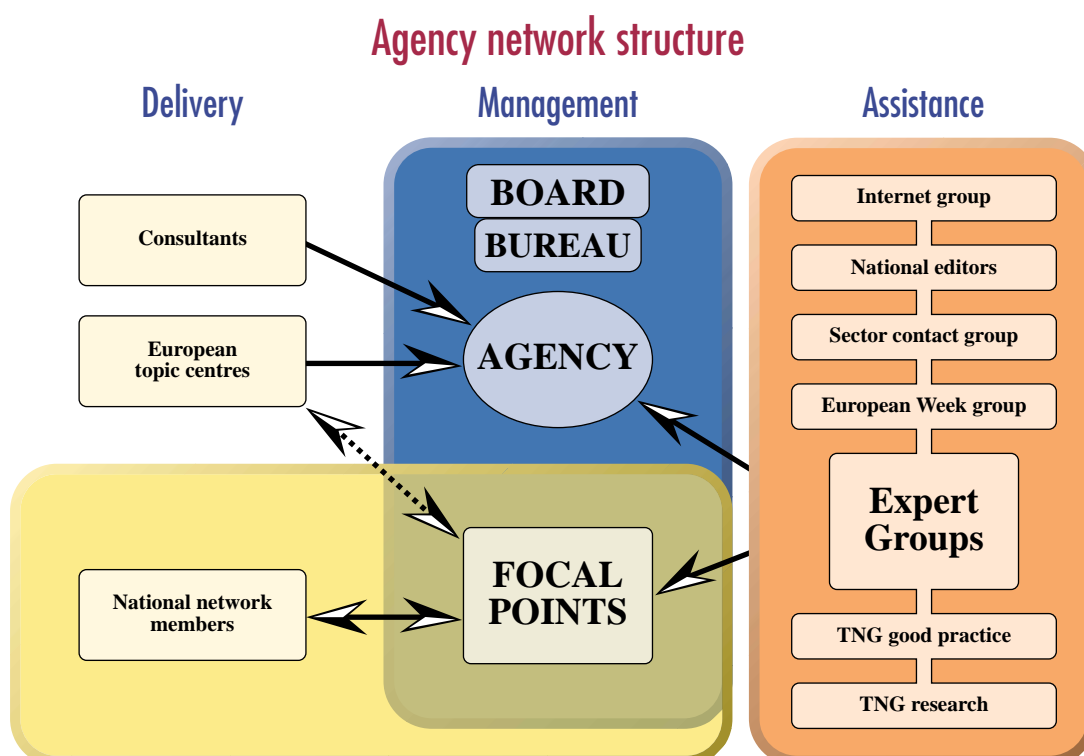 Agency network structure
Delivery
Management
Assistance
Consultants
European
topic centres
National network
members
BOARD
BUREAU
AGENCY
FOCAL
POINTS
Internet group
National editors
Sector contact group
European Week group
Expert
Groups
TNG good practice
TNG research